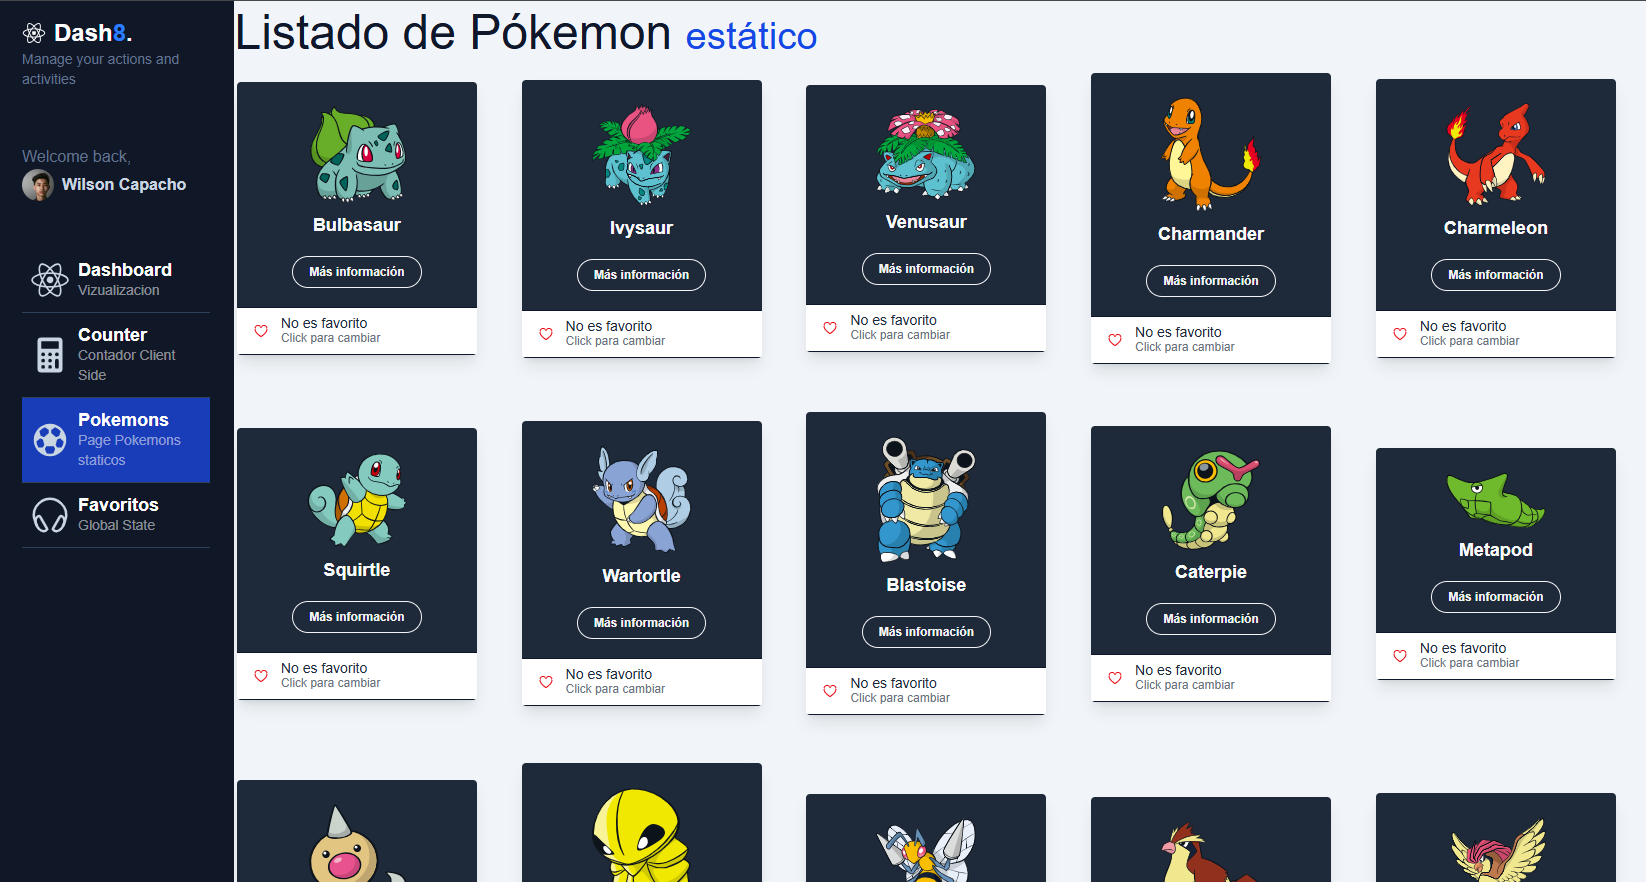 Dash8.
Manage your actions and
activities
Welcome back,
Wilson Capacho
Dashboard
Vizualizacion
Counter
Contador Client
Side
Pokemons
Page Pokemons
staticos
Favoritos
Global State
Listado de Pókemon estático
Bulbasaur
Más información
No es favorito
Click para cambiar
Ivysaur
Más información
No es favorito
Click para cambiar
Venusaur
Más información
No es favorito
Click para cambiar
Charmander
Más información
No es favorito
Click para cambiar
Charmeleon
Más información
No es favorito
Click para cambiar
Squirtle
Más información
No es favorito
Click para cambiar
Wartortle
Más información
No es favorito
Click para cambiar
Blastoise
Más información
No es favorito
Click para cambiar
Caterpie
Más información
No es favorito
Click para cambiar
Metapod
Más información
No es favorito
Click para cambiar